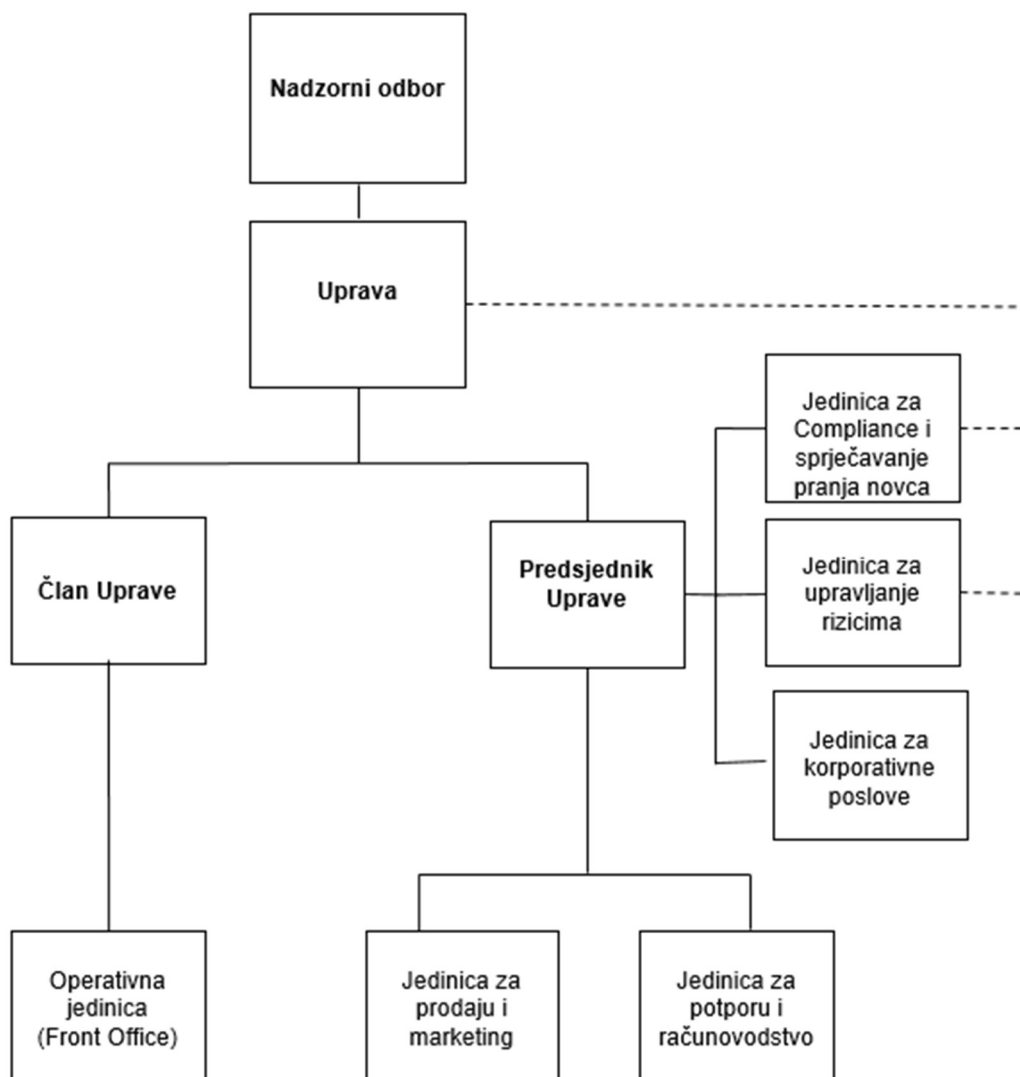 Nadzorni odbor
Uprava
Jedinica za
Compliance i
sprječavanje
pranja novca
Član Uprave
Predsjednik
Uprave
Jedinica za
upravljanje
rizicima
Jedinica za
korporativne
poslove
Operativna
jedinica
(Front Office)
Jedinica za
prodaju i
marketing
Jedinica za
potporu i
računovodstvo